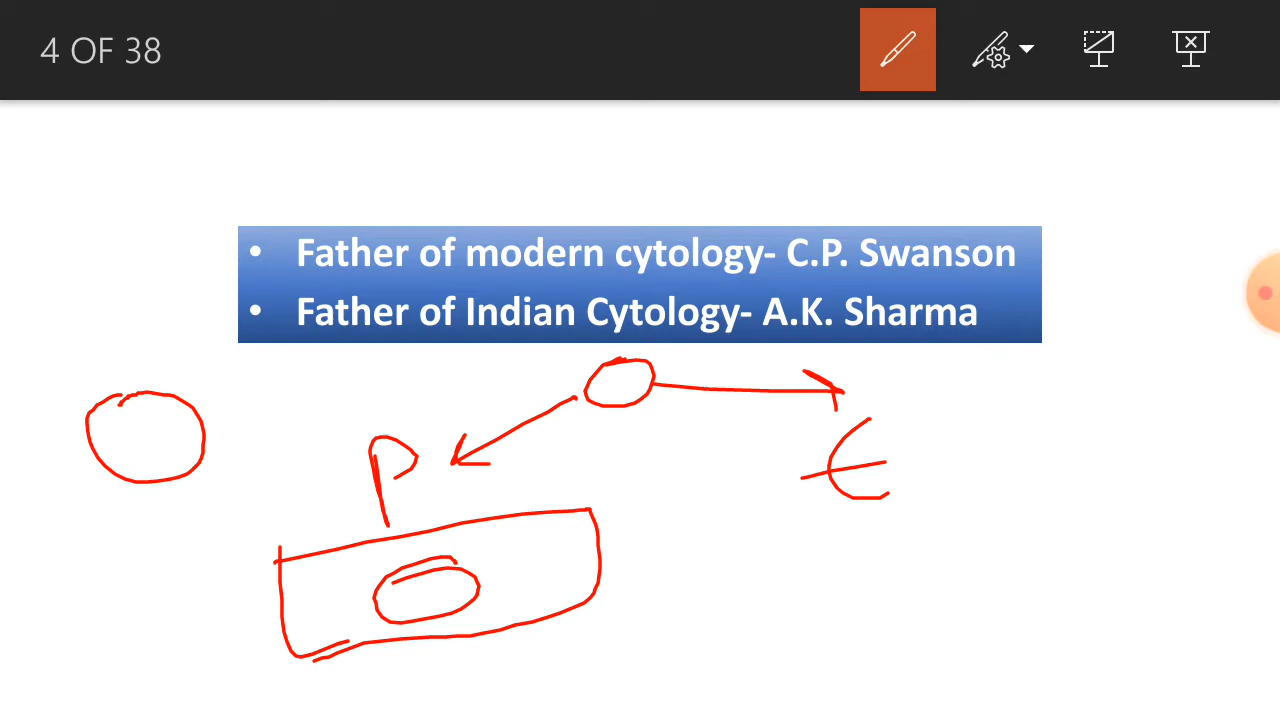 4 OF 38
• Father of modern cytology- C.P. Swanson
• Father of Indian Cytology- A.K. Sharma
P
E